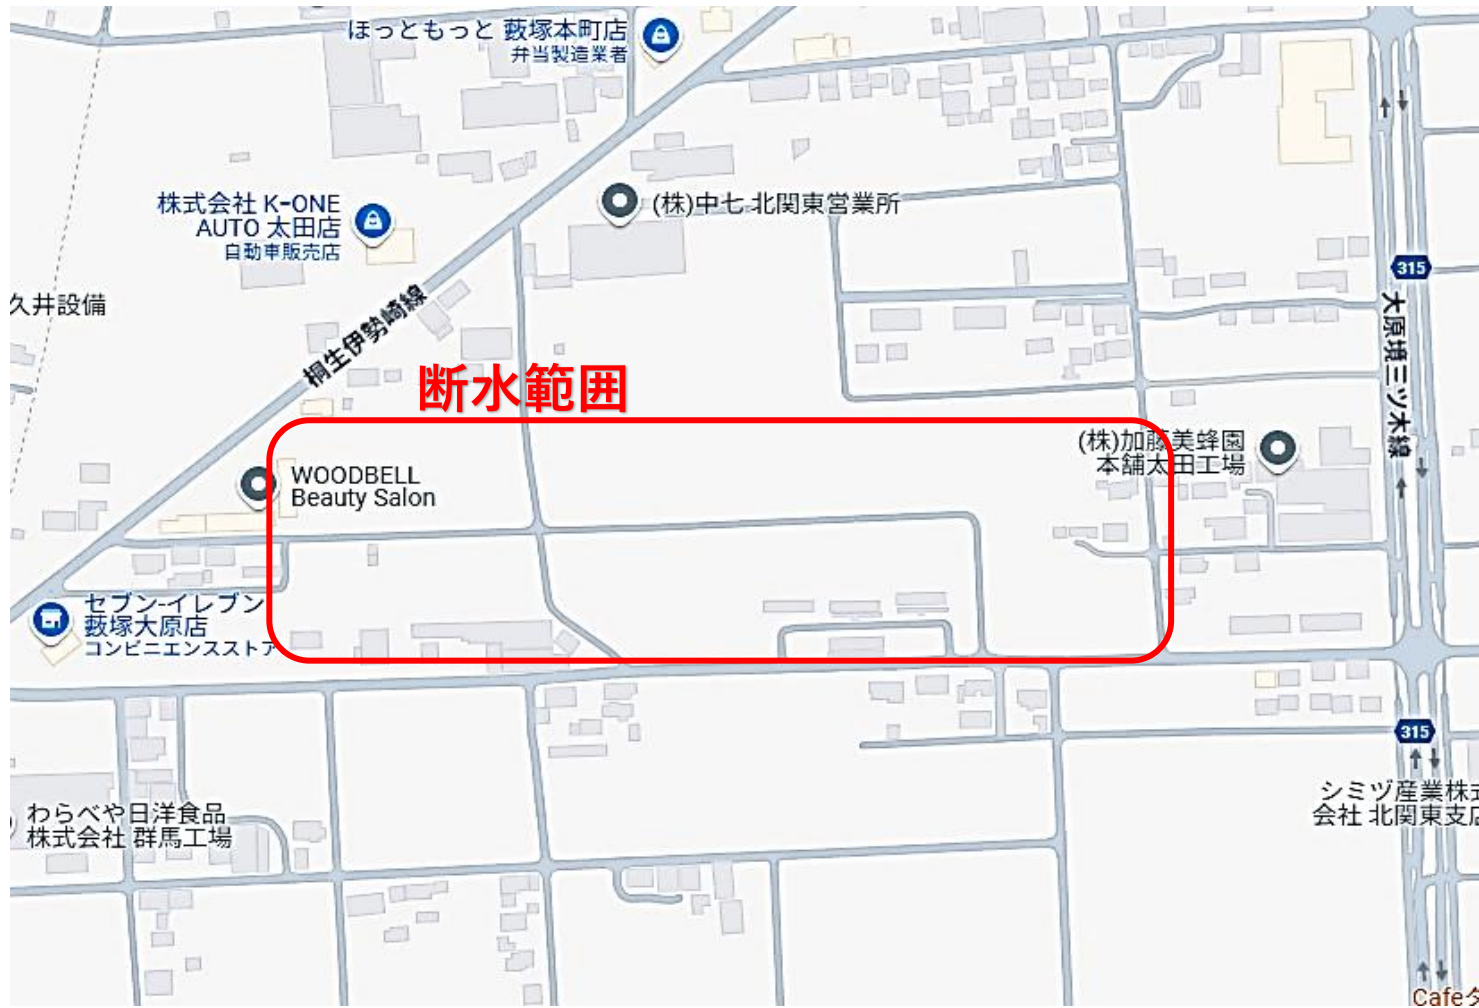 ほっともっと 藪塚本町店
弁当製造業者
株式会社 K-ONE
AUTO 太田店
自動車販売店
(株)中七 北関東営業所
315
久井設備
桐生伊勢崎線
大原境三ツ木線
断水範囲
(株)加藤美蜂園
本舗太田工場
WOODBELL
Beauty Salon
セブン-イレブン
藪塚大原店
コンビニエンスストア
315
シミヅ産業株式
会社 北関東支店
わらべや日洋食品
株式会社 群馬工場
Cafe